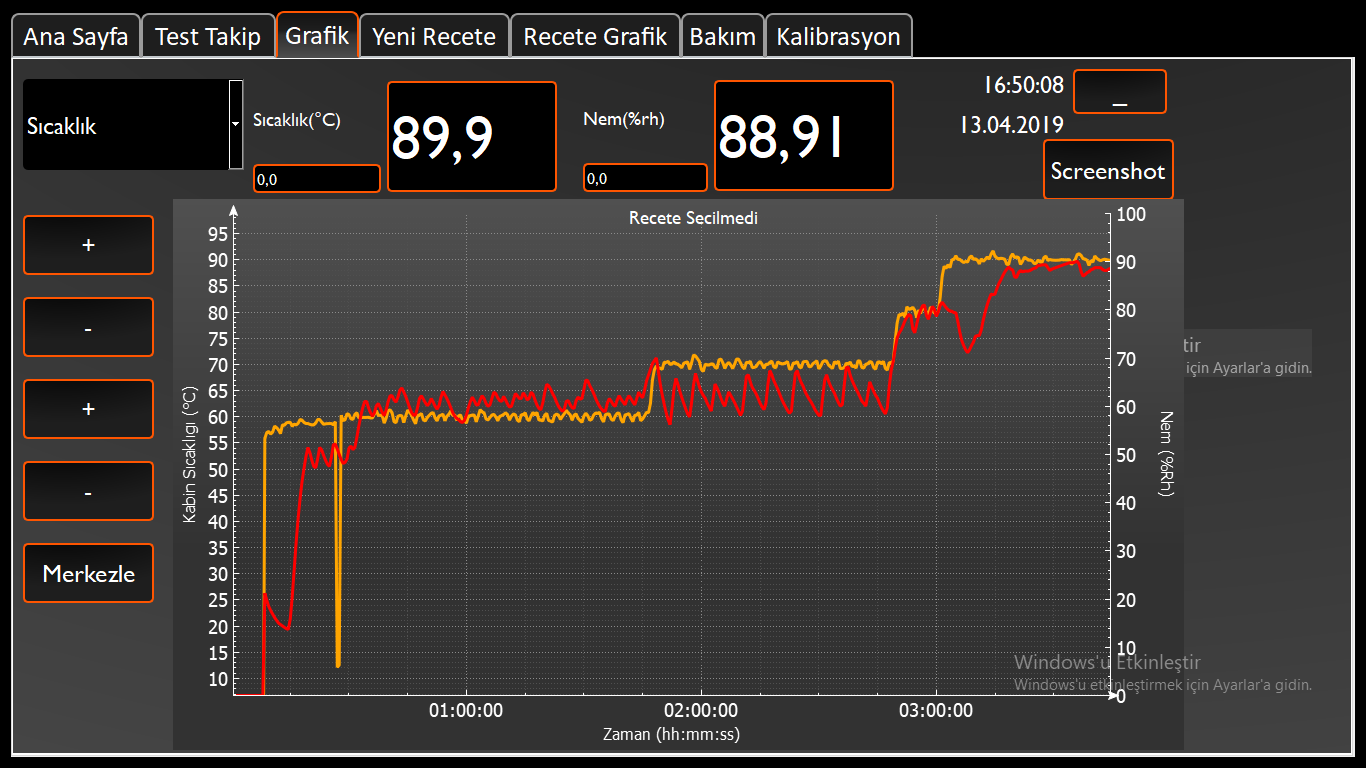 Ana Sayfa
Test Takip
Grafik
Yeni Recete
Recete Grafik
Bakım
Kalibrasyon
Sıcaklık
Sıcaklık(°C)
0,0
89,9
Nem(%rh)
0,0
88,91
16:50:08
13.04.2019
_
Screenshot
+
-
+
-
Merkezle
Recete Secilmedi
95
90
85
80
75
70
65
60
55
50
45
40
35
30
25
20
15
10
Kabin Sıcaklıgı (°C)
100
90
80
70
60
50
40
30
20
10
0
Nem (%Rh)
01:00:00
02:00:00
03:00:00
Zaman (hh:mm:ss)
tir
için Ayarlar'a gidin.
Windows'u Etkinleştir
Windows'u etkinleştirmek için Ayarlar'a gidin.